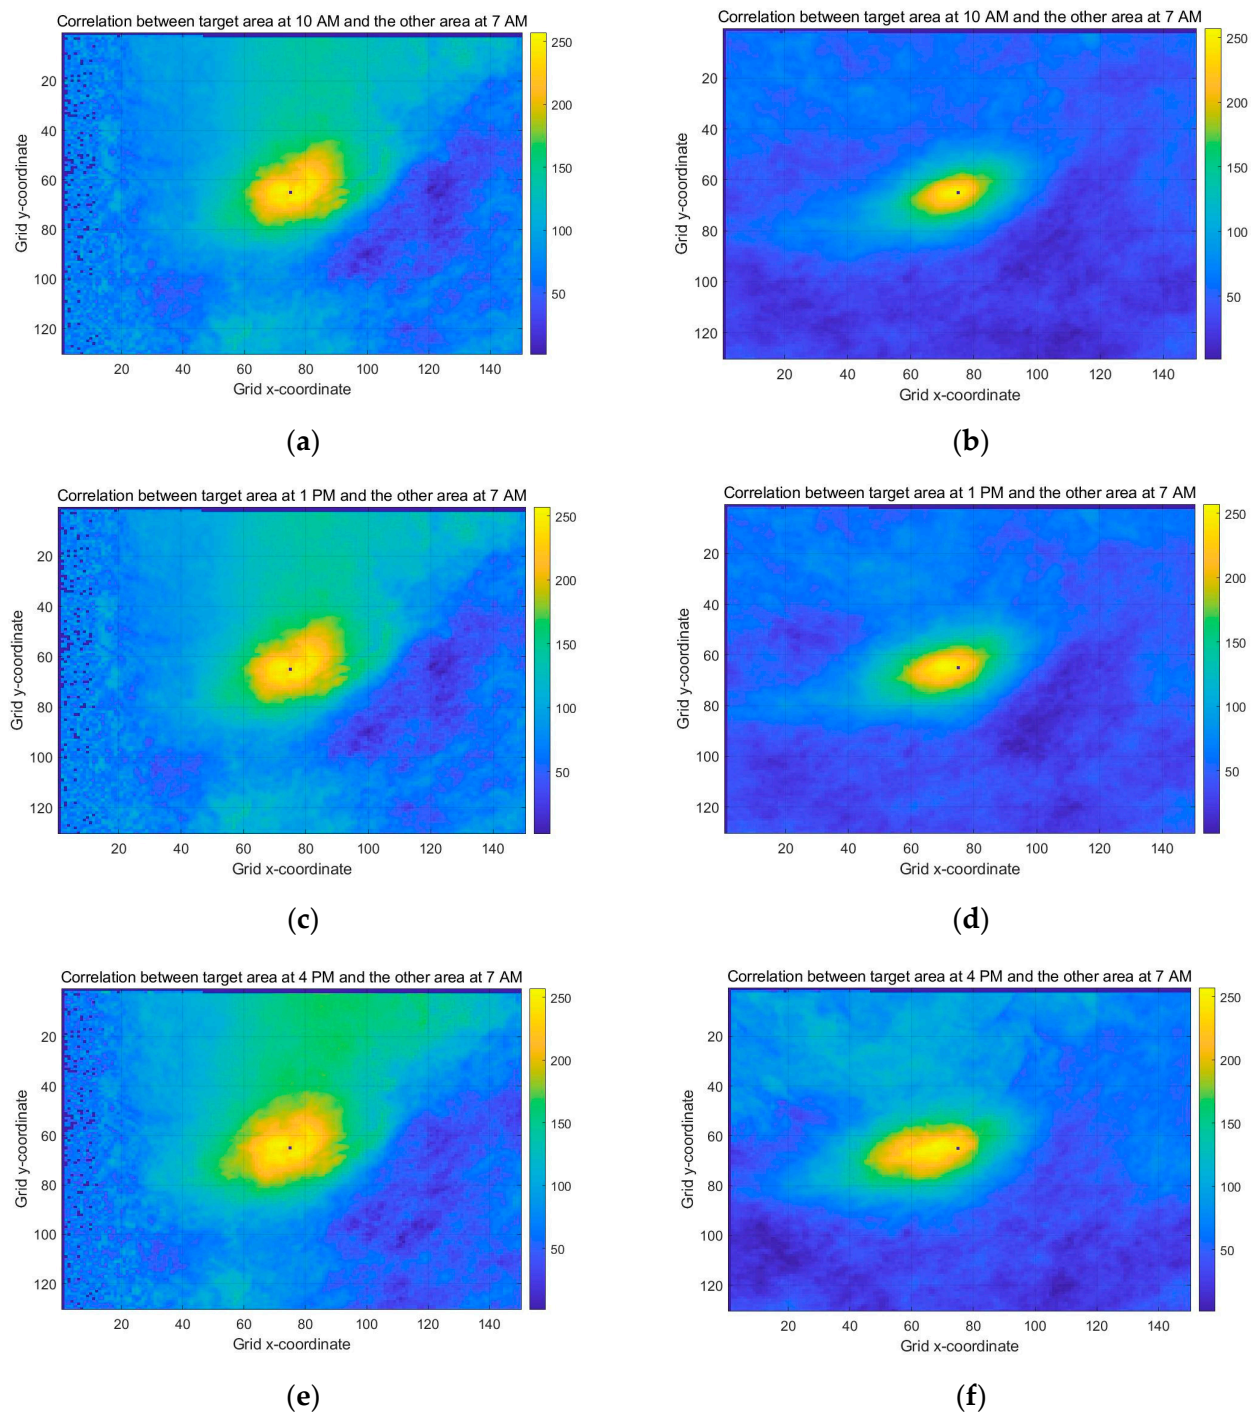 Correlation between target area at 10 AM and the other area at 7 AM
Grid y-coordinate
20
40
60
80
100
120
20 40 60 80 100 120 140
Grid x-coordinate
250
200
150
100
50
(a)
Correlation between target area at 10 AM and the other area at 7 AM
Grid y-coordinate
20
40
60
80
100
120
20 40 60 80 100 120 140
Grid x-coordinate
250
200
150
100
50
(b)
Correlation between target area at 1 PM and the other area at 7 AM
Grid y-coordinate
20
40
60
80
100
120
20 40 60 80 100 120 140
Grid x-coordinate
250
200
150
100
50
(c)
Correlation between target area at 1 PM and the other area at 7 AM
Grid y-coordinate
20
40
60
80
100
120
20 40 60 80 100 120 140
Grid x-coordinate
250
200
150
100
50
(d)
Correlation between target area at 4 PM and the other area at 7 AM
Grid y-coordinate
20
40
60
80
100
120
20 40 60 80 100 120 140
Grid x-coordinate
250
200
150
100
50
(e)
Correlation between target area at 4 PM and the other area at 7 AM
Grid y-coordinate
20
40
60
80
100
120
20 40 60 80 100 120 140
Grid x-coordinate
250
200
150
100
50
(f)